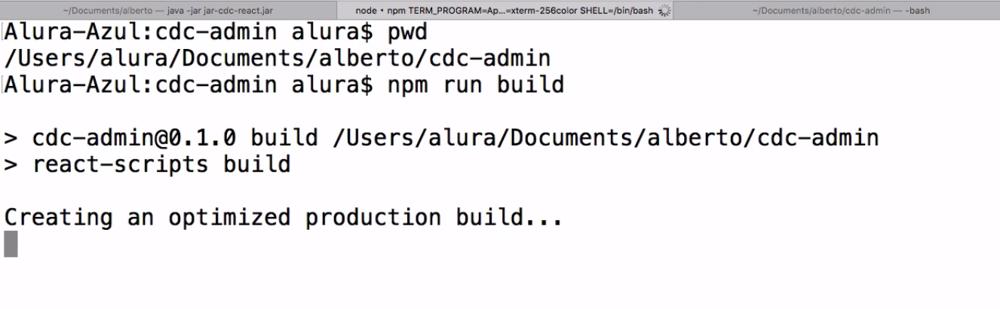 ~/Documents/alberto — java -jar jar-cdc-react.jar
node • npm TERM_PROGRAM=Ap...=xterm-256color SHELL=/bin/bash
~/Documents/alberto/cdc-admin — -bash
Alura-Azul:cdc-admin alura$ pwd
/Users/alura/Documents/alberto/cdc-admin
Alura-Azul:cdc-admin alura$ npm run build
> cdc-admin@0.1.0 build /Users/alura/Documents/alberto/cdc-admin
> react-scripts build
Creating an optimized production build...